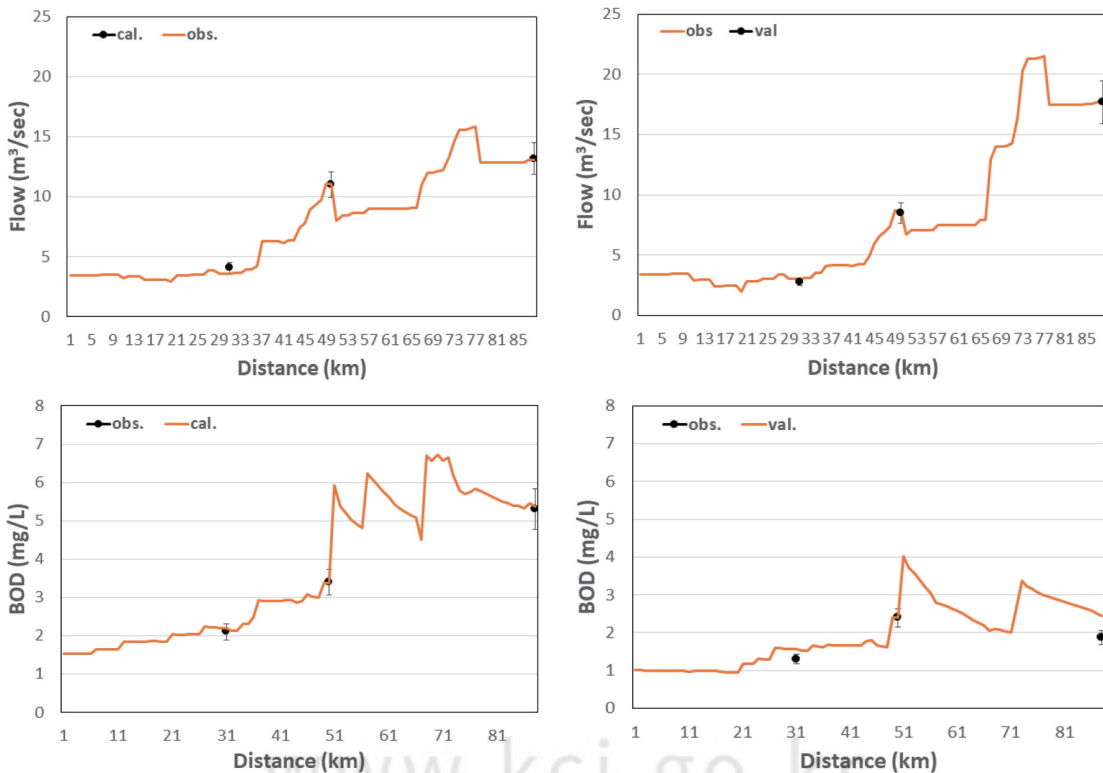 cal. obs.
25
20
15
10
5
0
Flow (m³/sec)
1 5 9 13 17 21 25 29 33 37 41 45 49 53 57 61 65 69 73 77 81 85
Distance (km)
obs val
25
20
15
10
5
0
Flow (m³/sec)
1 5 9 13 17 21 25 29 33 37 41 45 49 53 57 61 65 69 73 77 81 85
Distance (km)
obs. cal.
8
7
6
5
4
3
2
1
0
BOD (mg/L)
1 11 21 31 41 51 61 71 81
Distance (km)
obs. val.
8
7
6
5
4
3
2
1
0
BOD (mg/L)
1 11 21 31 41 51 61 71 81
Distance (km)
www.kci.go.kr